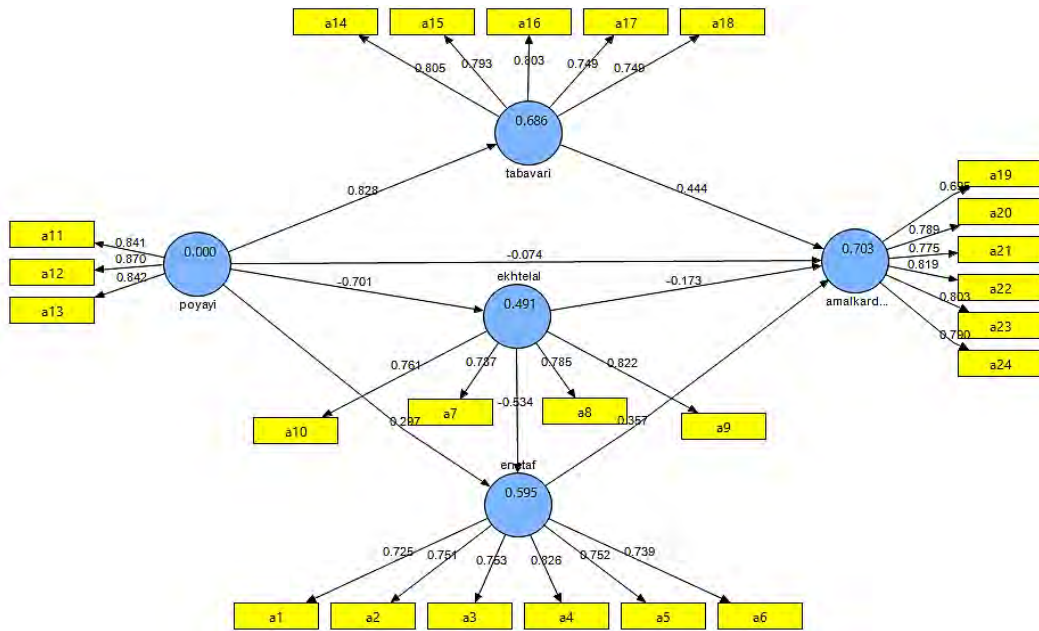 a14 a15 a16 a17 a18
0.805 0.793 0.803 0.749 0.749
0.686
tabavari
0.828 0.444
a19
0.695
a11 0.841
a20
0.789
0.000 0.703
-0.074
a21
0.775
a12 0.870
a13 0.842
poyayi
ekhtelal
-0.701 -0.173
0.819
a22
amalkard...
0.491
0.803
a23
0.790
a24
0.761 0.785 0.822
a10 a7 a8 a9
-0.534
0.297 0.357
0.595
0.725 0.751 0.753 0.826 0.752 0.739
a1 a2 a3 a4 a5 a6